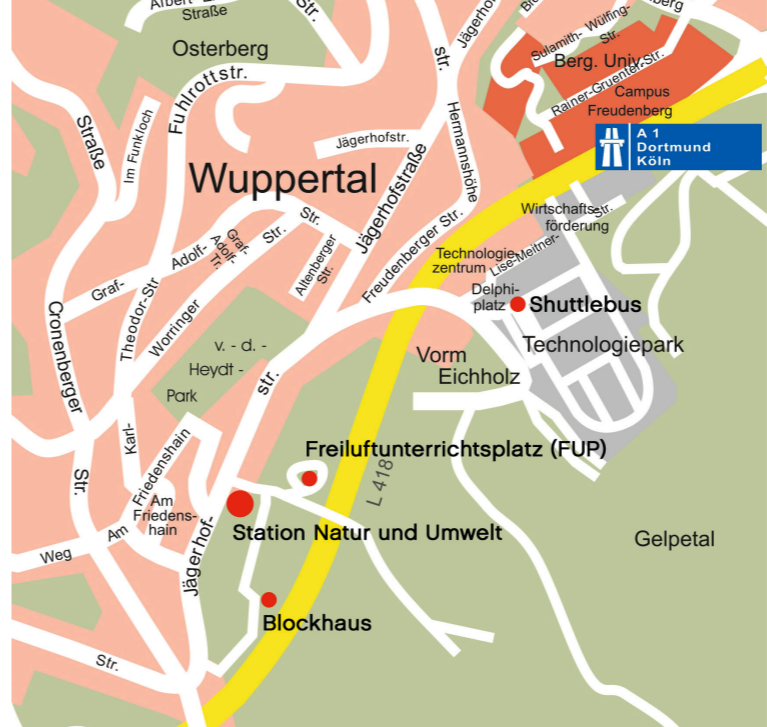 Albert-
Straße
Str.
Osterberg
Fuhlrottstr.
Straße
Im Funkloch
str.
Jägerhof
Sulamith-Wülfing-
Str.
Berg. Univ.
Rainer-Gruenter-Str.
Campus
Freudenberg
A 1
Dortmund
Köln
Hermannshöhe
Jägerhofstr.
Wuppertal
Jägerhofstraße
Freudenberger Str.
Wirtschafts-
förderung
Str.
Lise-Meitner-
Technologie-
zentrum
Delphi-
platz
Shuttlebus
Technologiepark
Graf-
Adolf-
Str.
Str.
Graf-
Adolf-
Tr.
Altenberger
Str.
Theodor-Str
Worringer
Cronenberger
v. - d. -
Heydt -
Park
str.
Vorm
Eichholz
Karl-
Friedenshain
Freiluftunterrichtsplatz (FUP)
L 418
Str.
Am
Friedens-
hain
Am
Weg
Jägerhof-
Station Natur und Umwelt
Gelpetal
Blockhaus
Str.